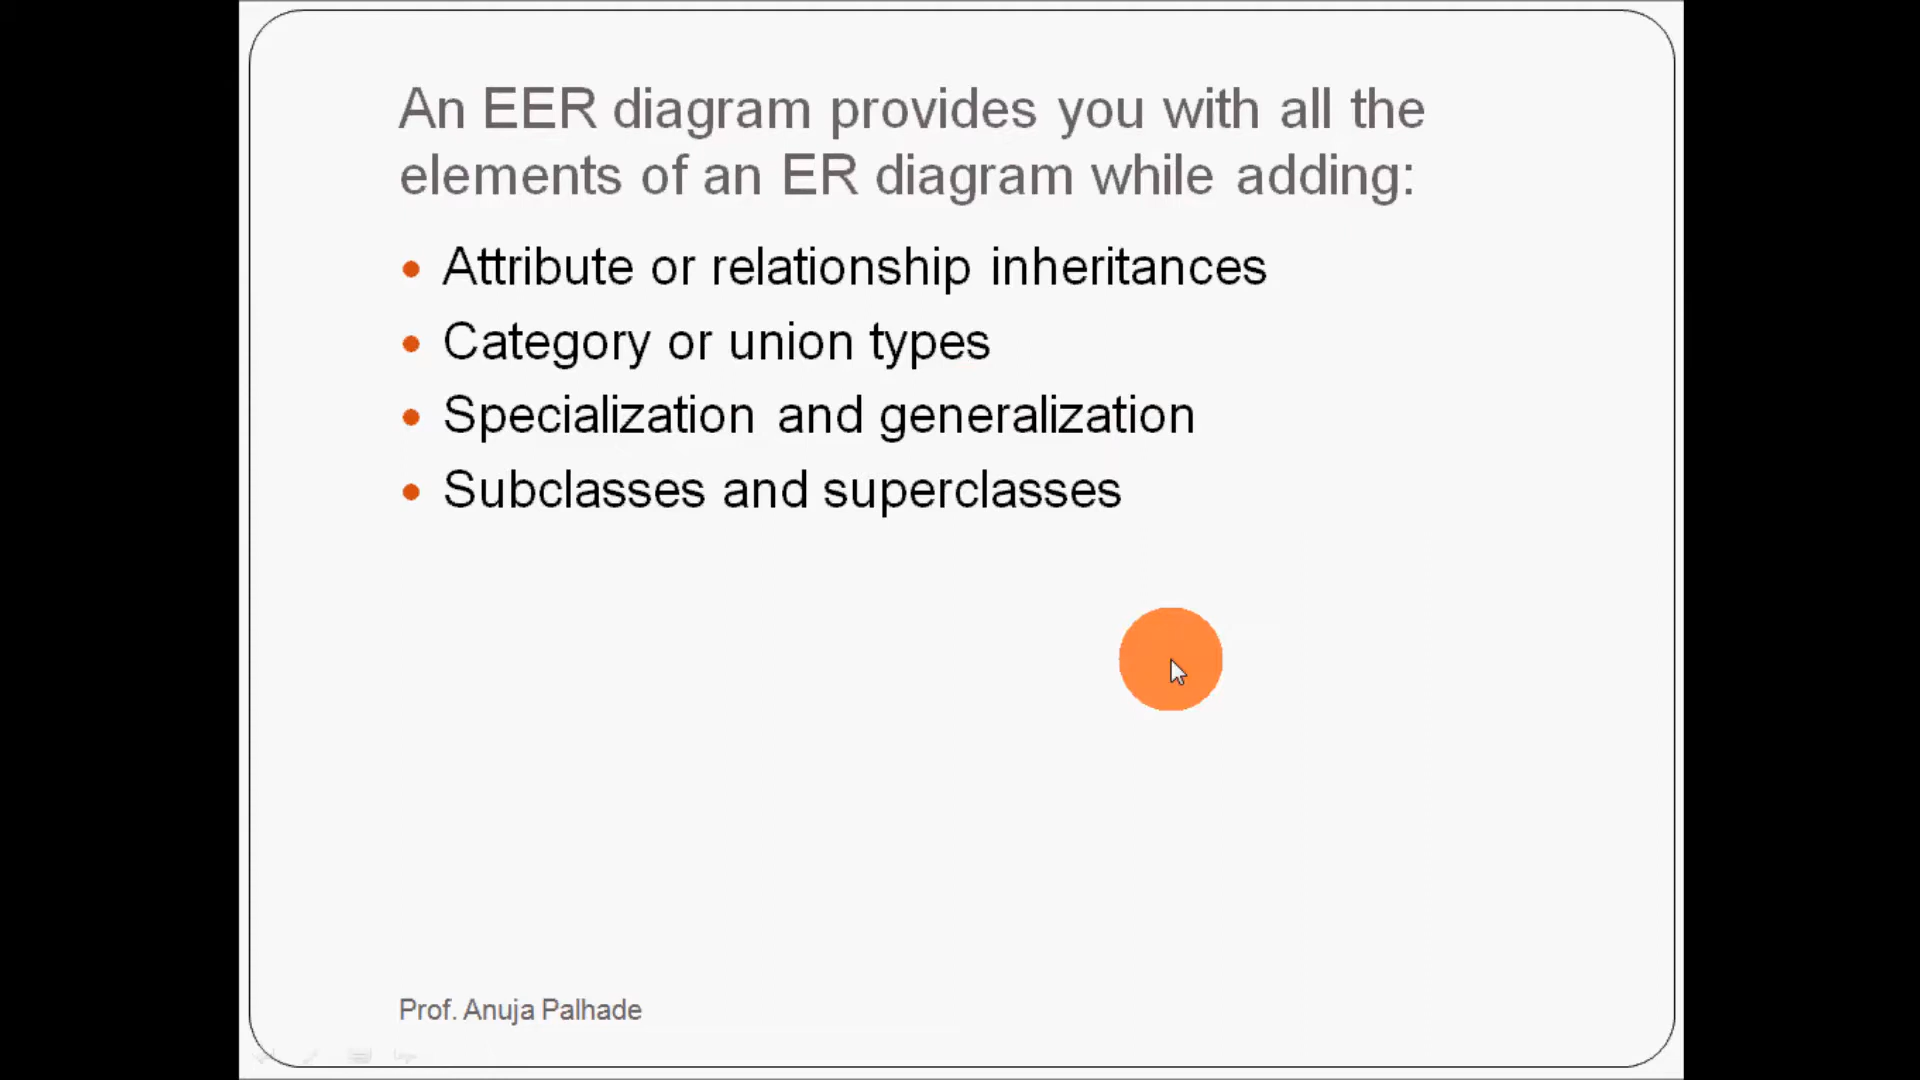 An EER diagram provides you with all the
elements of an ER diagram while adding:
• Attribute or relationship inheritances
• Category or union types
• Specialization and generalization
• Subclasses and superclasses
Prof. Anuja Palhade